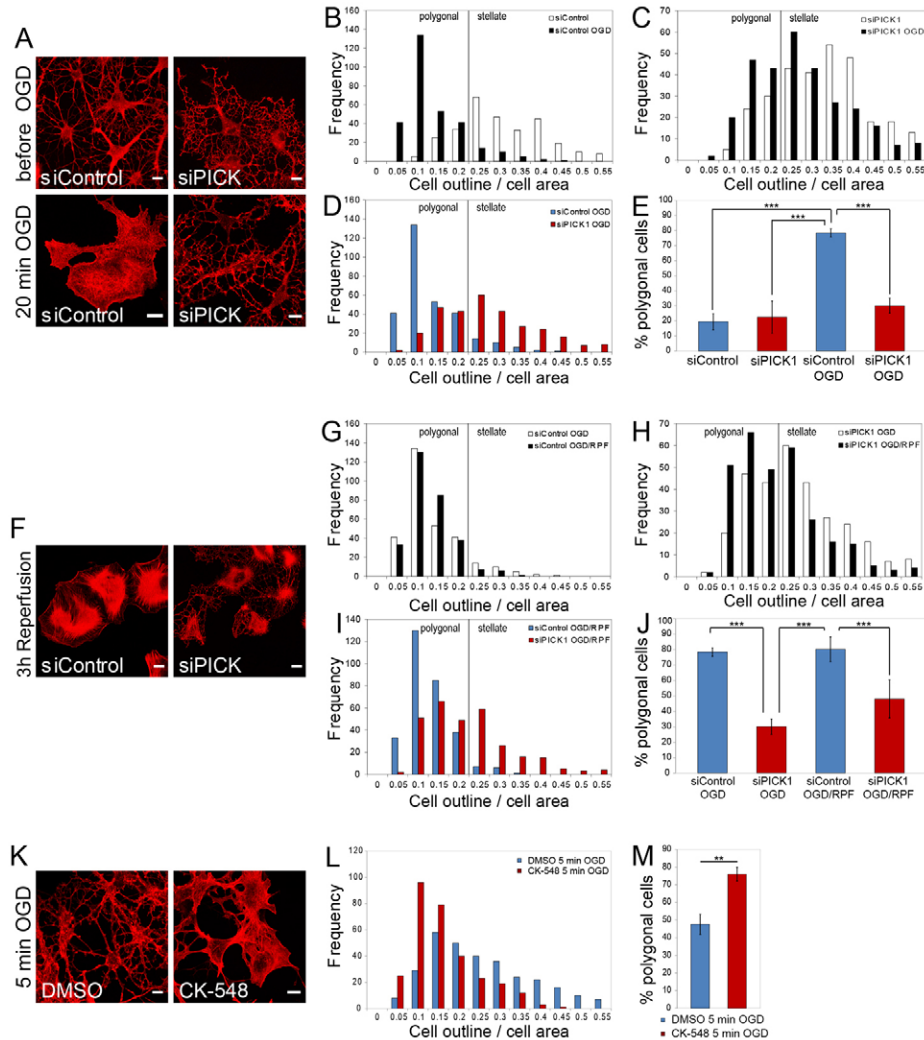 A
before OGD
siControl
siPICK
20 min OGD
siControl
siPICK
B
polygonal
stellate
siControl
siControl OGD
Frequency
160
140
120
100
80
60
40
20
0
0 0.05 0.1 0.15 0.2 0.25 0.3 0.35 0.4 0.45 0.5 0.55
Cell outline / cell area
C
polygonal
stellate
siPICK1
siPICK1 OGD
Frequency
70
60
50
40
30
20
10
0
0 0.05 0.1 0.15 0.2 0.25 0.3 0.35 0.4 0.45 0.5 0.55
Cell outline / cell area
D
polygonal
stellate
siControl OGD
siPICK1 OGD
Frequency
160
140
120
100
80
60
40
20
0
0 0.05 0.1 0.15 0.2 0.25 0.3 0.35 0.4 0.45 0.5 0.55
Cell outline / cell area
E
% polygonal cells
90
80
70
60
50
40
30
20
10
0
***
***
***
siControl
siPICK1
siControl OGD
siPICK1 OGD
F
3h Reperfusion
siControl
siPICK
G
polygonal
stellate
siControl OGD
siControl OGD/RPF
Frequency
160
140
120
100
80
60
40
20
0
0 0.05 0.1 0.15 0.2 0.25 0.3 0.35 0.4 0.45 0.5 0.55
Cell outline / cell area
H
polygonal
stellate
siPICK1 OGD
siPICK1 OGD/RPF
Frequency
70
60
50
40
30
20
10
0
0 0.05 0.1 0.15 0.2 0.25 0.3 0.35 0.4 0.45 0.5 0.55
Cell outline / cell area
I
polygonal
stellate
siControl OGD/RPF
siPICK1 OGD/RPF
Frequency
140
120
100
80
60
40
20
0
0 0.05 0.1 0.15 0.2 0.25 0.3 0.35 0.4 0.45 0.5 0.55
Cell outline / cell area
J
% polygonal cells
90
80
70
60
50
40
30
20
10
0
***
***
***
siControl OGD
siPICK1 OGD
siControl OGD/RPF
siPICK1 OGD/RPF
K
5 min OGD
DMSO
CK-548
L
DMSO 5 min OGD
CK-548 5 min OGD
Frequency
120
100
80
60
40
20
0
0 0.05 0.1 0.15 0.2 0.25 0.3 0.35 0.4 0.45 0.5 0.55
Cell outline / cell area
M
% polygonal cells
90
80
70
60
50
40
30
20
10
0
**
DMSO 5 min OGD
CK-548 5 min OGD